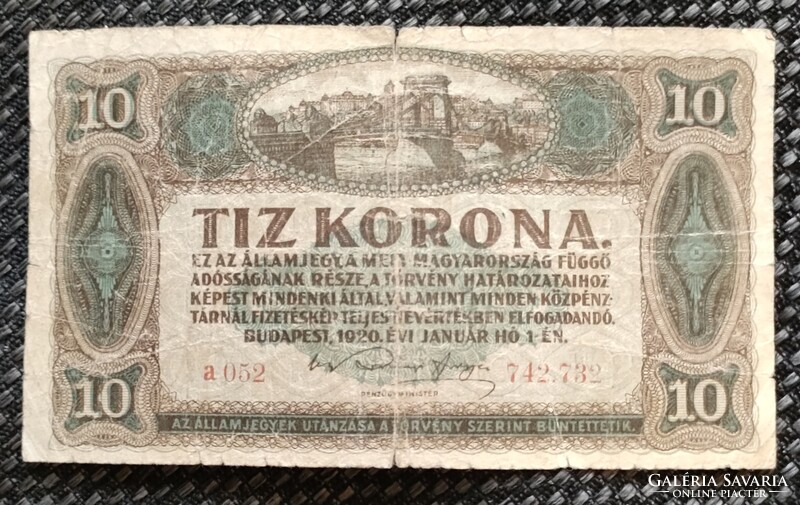 10 10
TIZ KORONA.
EZ AZ ÁLLAMJEGY, A MELY MAGYARORSZÁG FÜGGŐ
ADÓSSÁGÁNAK RÉSZE, A TÖRVÉNY HATÁROZATAIHOZ
KÉPEST MINDENKI ÁLTAL, VALAMINT MINDEN KÖZPÉNZ-
TÁRNÁL FIZETÉSKÉP TELJES NÉVÉRTÉKBEN ELFOGADANDÓ.
BUDAPEST, 1920. ÉVI JANUÁR HÓ 1-ÉN.
a 052 742.732
PÉNZÜGYMINISTER
10 10
AZ ÁLLAMJEGYEK UTÁNZÁSA A TÖRVÉNY SZERINT BÜNTETTETIK.
GALÉRIA SAVARIA
ONLINE PIACTÉR